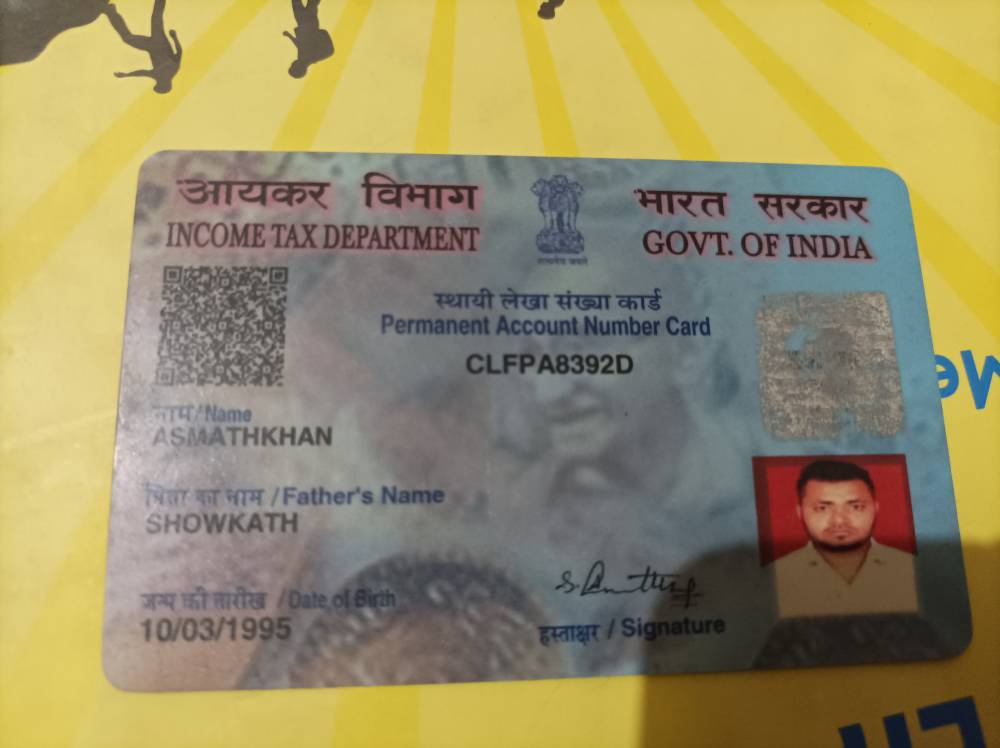 आयकर विभाग
INCOME TAX DEPARTMENT
भारत सरकार
GOVT. OF INDIA
स्थायी लेखा संख्या कार्ड
Permanent Account Number Card
CLFPA8392D
नाम/Name
ASMATHKHAN
पिता का नाम /Father's Name
SHOWKATH
जन्म की तारीख /Date of Birth
10/03/1995
हस्ताक्षर / Signature